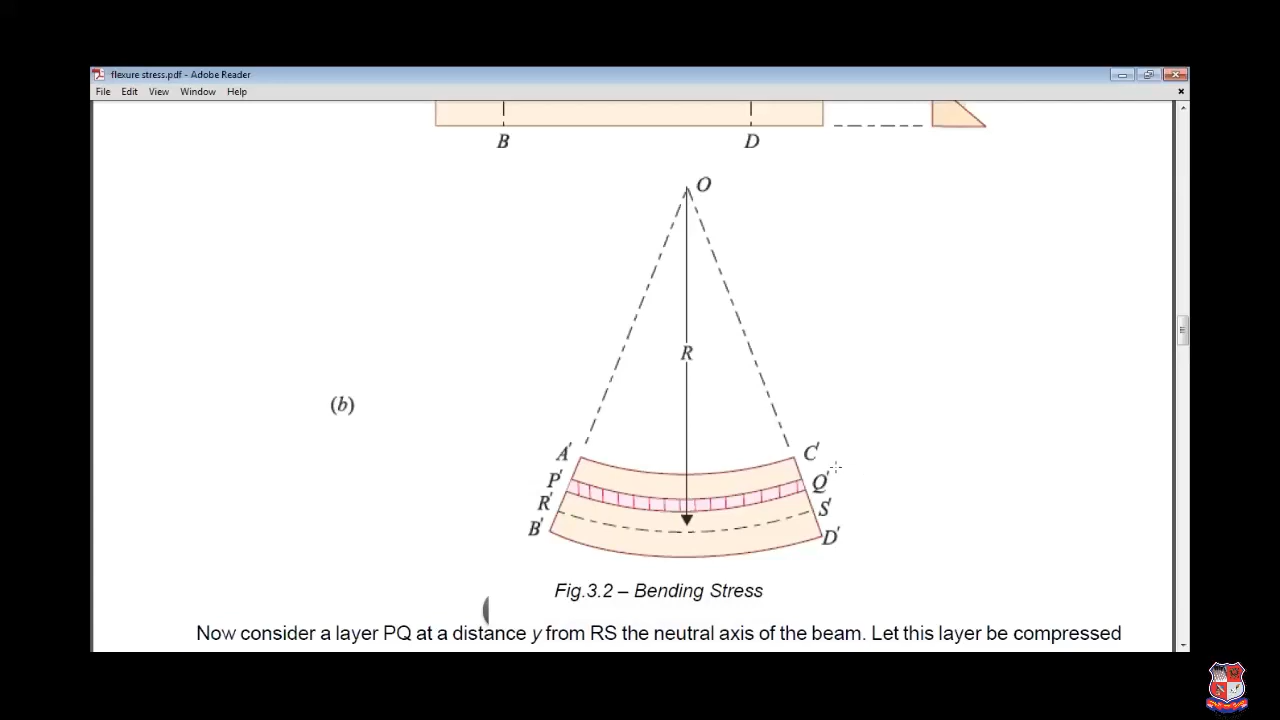 flexure stress.pdf - Adobe Reader
File Edit View Window Help
B D
O
R
(b)
A' C'
P' Q'
R' S'
B' D'
Fig.3.2 – Bending Stress
Now consider a layer PQ at a distance y from RS the neutral axis of the beam. Let this layer be compressed